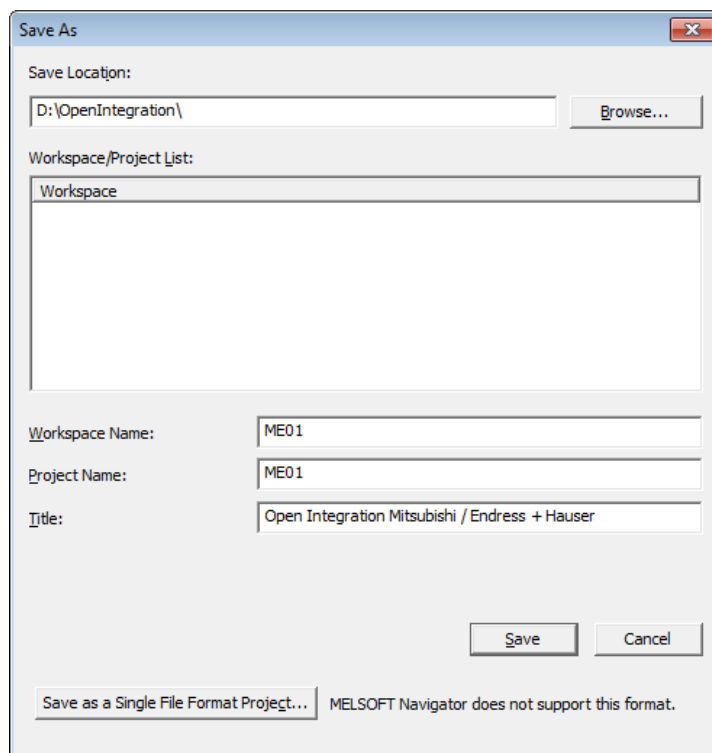 Save As
Save Location:
D:\OpenIntegration\
Browse...
Workspace/Project List:
Workspace
Workspace Name:
ME01
Project Name:
ME01
Title:
Open Integration Mitsubishi / Endress + Hauser
Save
Cancel
Save as a Single File Format Project...
MELSOFT Navigator does not support this format.